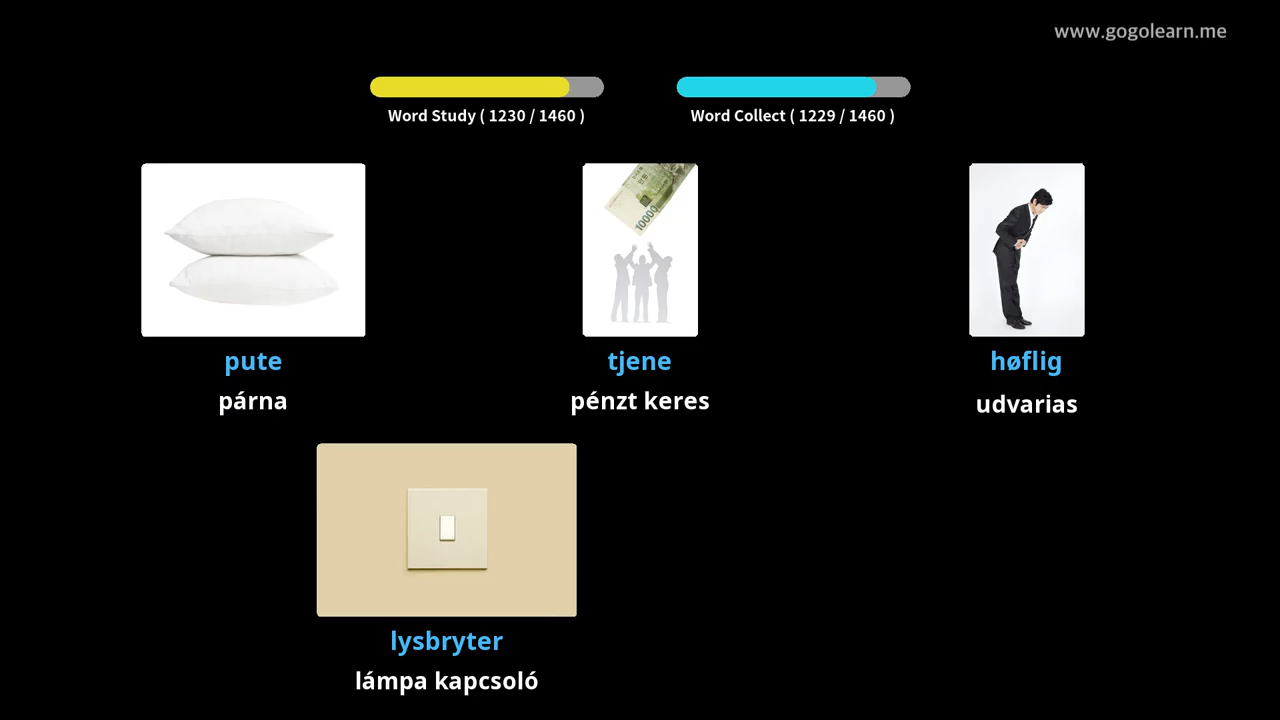 www.gogolearn.me
Word Study ( 1230 / 1460 )
Word Collect ( 1229 / 1460 )
10000
pute
tjene
høflig
párna
pénzt keres
udvarias
lysbryter
lámpa kapcsoló